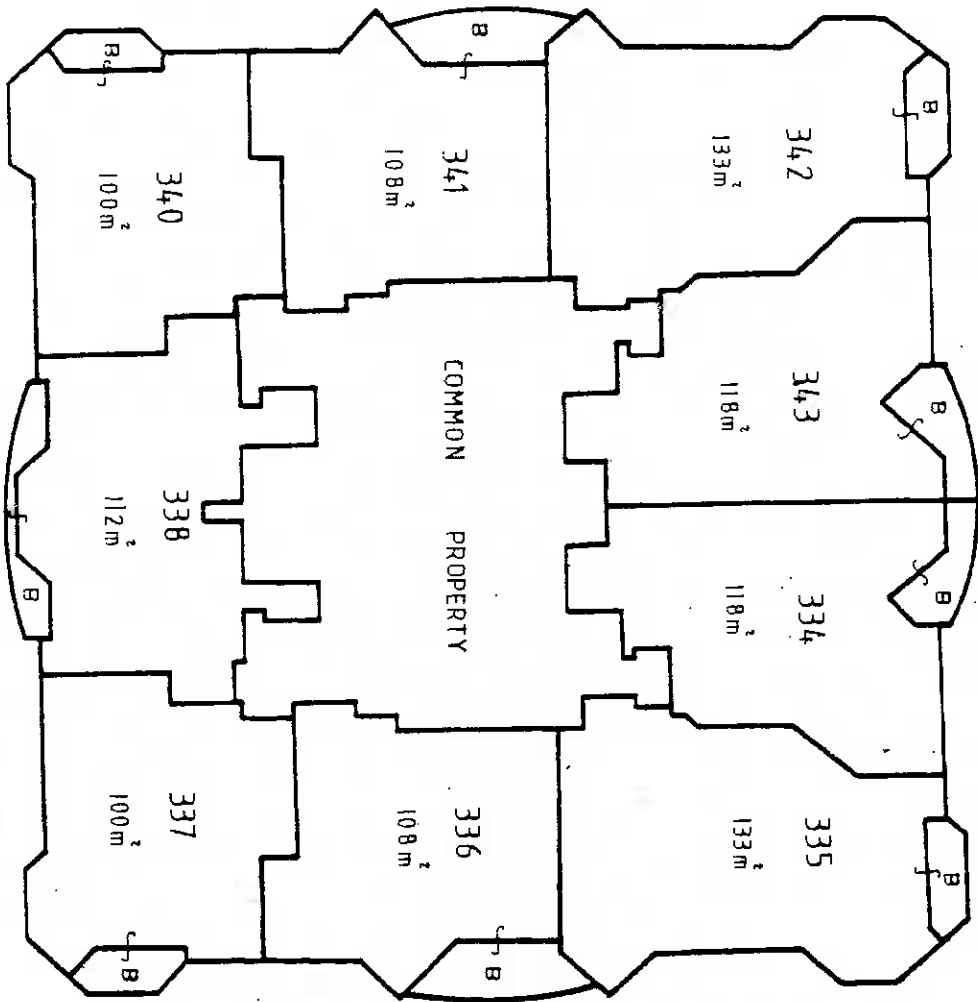 B
B
B
B
342
133m²
343
118m²
334
118m²
335
133m²
B
341
108m²
COMMON PROPERTY
336
108m²
B
340
100m²
B
338
112m²
B
337
100m²
B